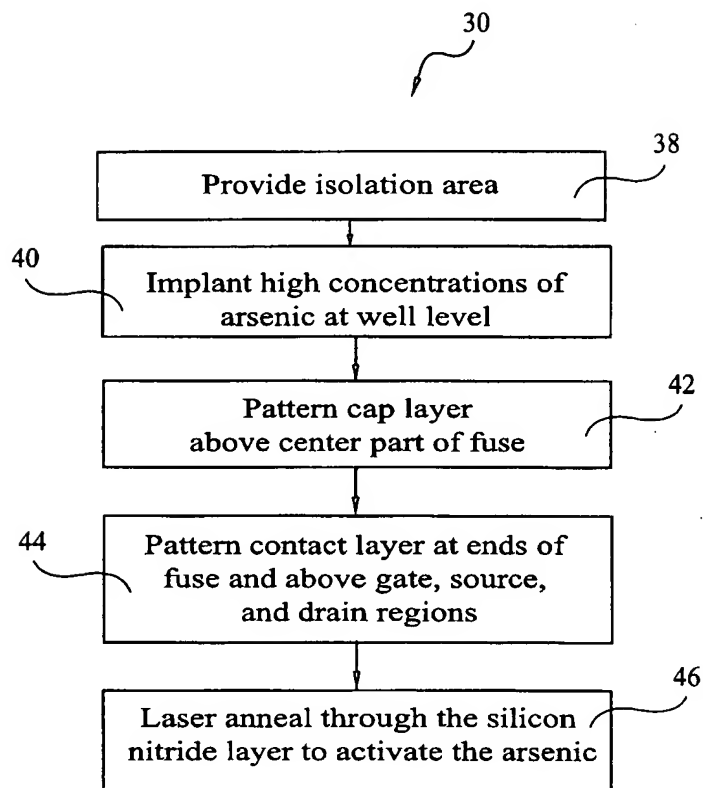 30
38
Provide isolation area
40
Implant high concentrations of
arsenic at well level
42
Pattern cap layer
above center part of fuse
44
Pattern contact layer at ends of
fuse and above gate, source,
and drain regions
46
Laser anneal through the silicon
nitride layer to activate the arsenic